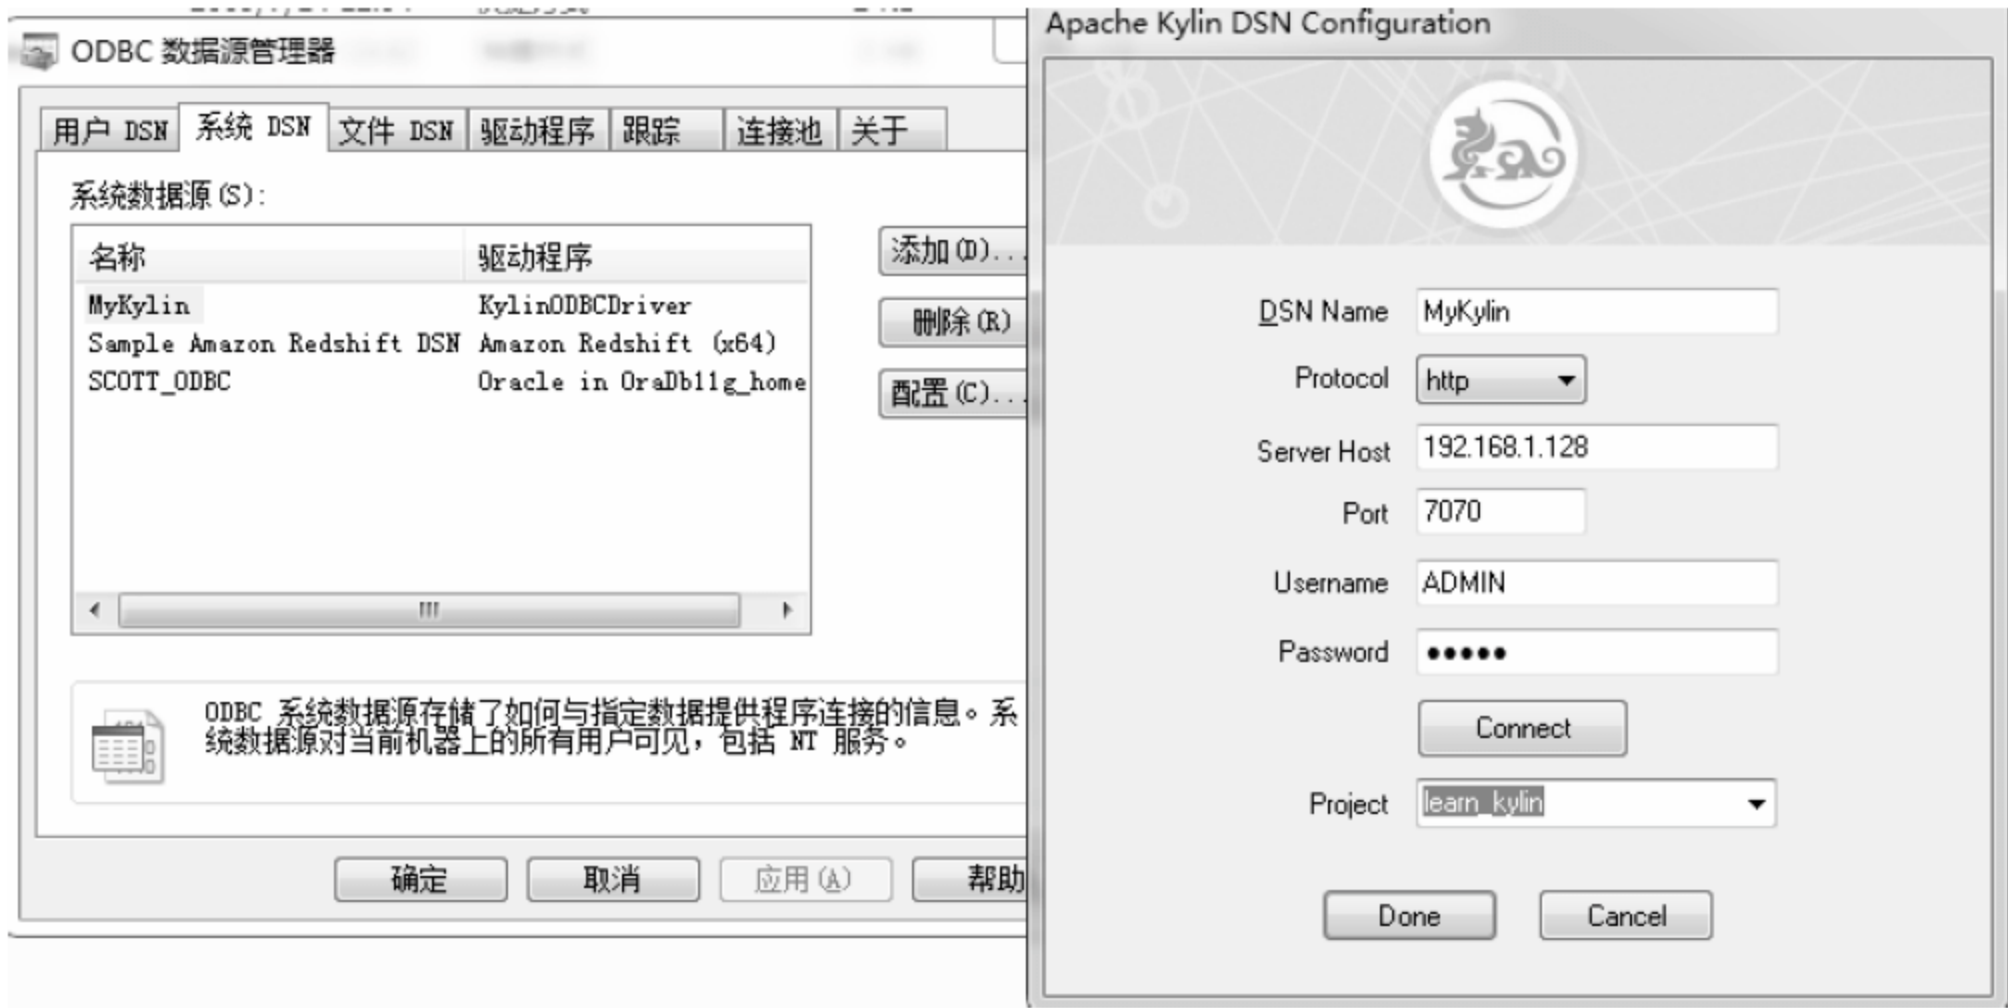 ODBC 数据源管理器
用户 DSN 系统 DSN 文件 DSN 驱动程序 跟踪 连接池 关于
系统数据源(S):
名称 驱动程序
MyKylin KylinODBCDriver
Sample Amazon Redshift DSN Amazon Redshift (x64)
SCOTT_ODBC Oracle in OraDb11g_home
添加(D)...
删除(R)
配置(C)...
ODBC 系统数据源存储了如何与指定数据提供程序连接的信息。系
统数据源对当前机器上的所有用户可见，包括 NT 服务。
确定 取消 应用(A) 帮助
Apache Kylin DSN Configuration
DSN Name MyKylin
Protocol http
Server Host 192.168.1.128
Port 7070
Username ADMIN
Password •••••
Connect
Project learn_kylin
Done Cancel